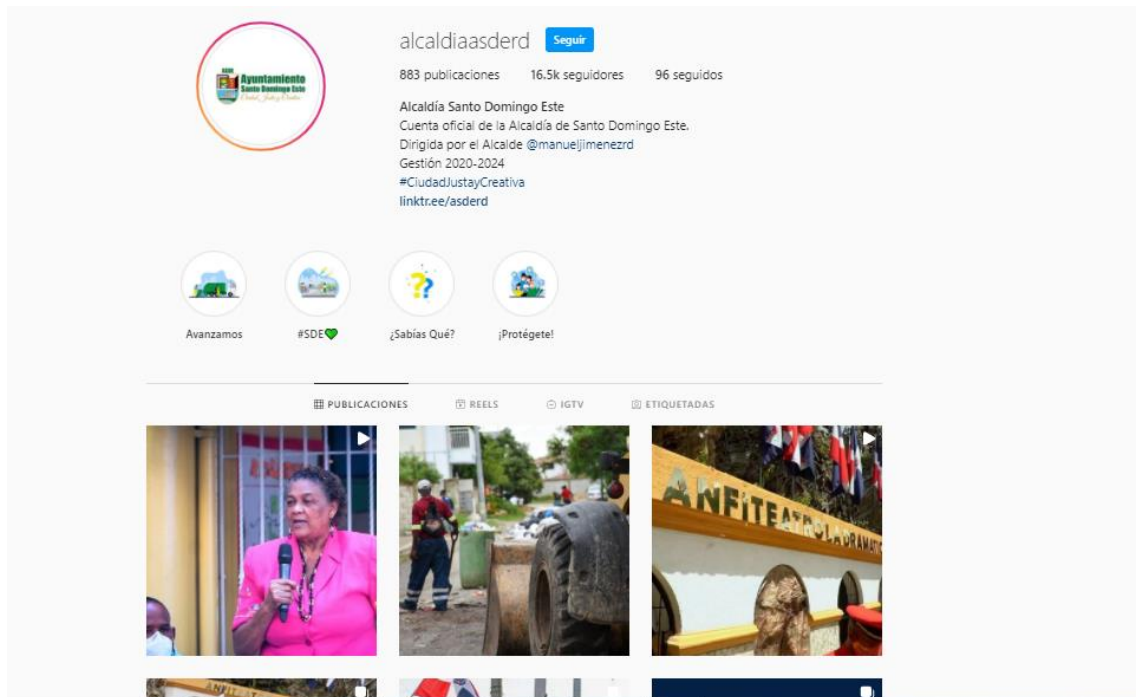 alcaldiaasderd Seguir
883 publicaciones 16.5k seguidores 96 seguidos
Alcaldía Santo Domingo Este
Cuenta oficial de la Alcaldía de Santo Domingo Este.
Dirigida por el Alcalde @manueljimenezrd
Gestión 2020-2024
#CiudadJustayCreativa
linktr.ee/asderd
Ayuntamiento
Santo Domingo Este
Avanzamos #SDE💚 ¿Sabías Qué? ¡Protégete!
PUBLICACIONES REELS IGTV ETIQUETADAS
ANFITEATRO LA DRAMATIC